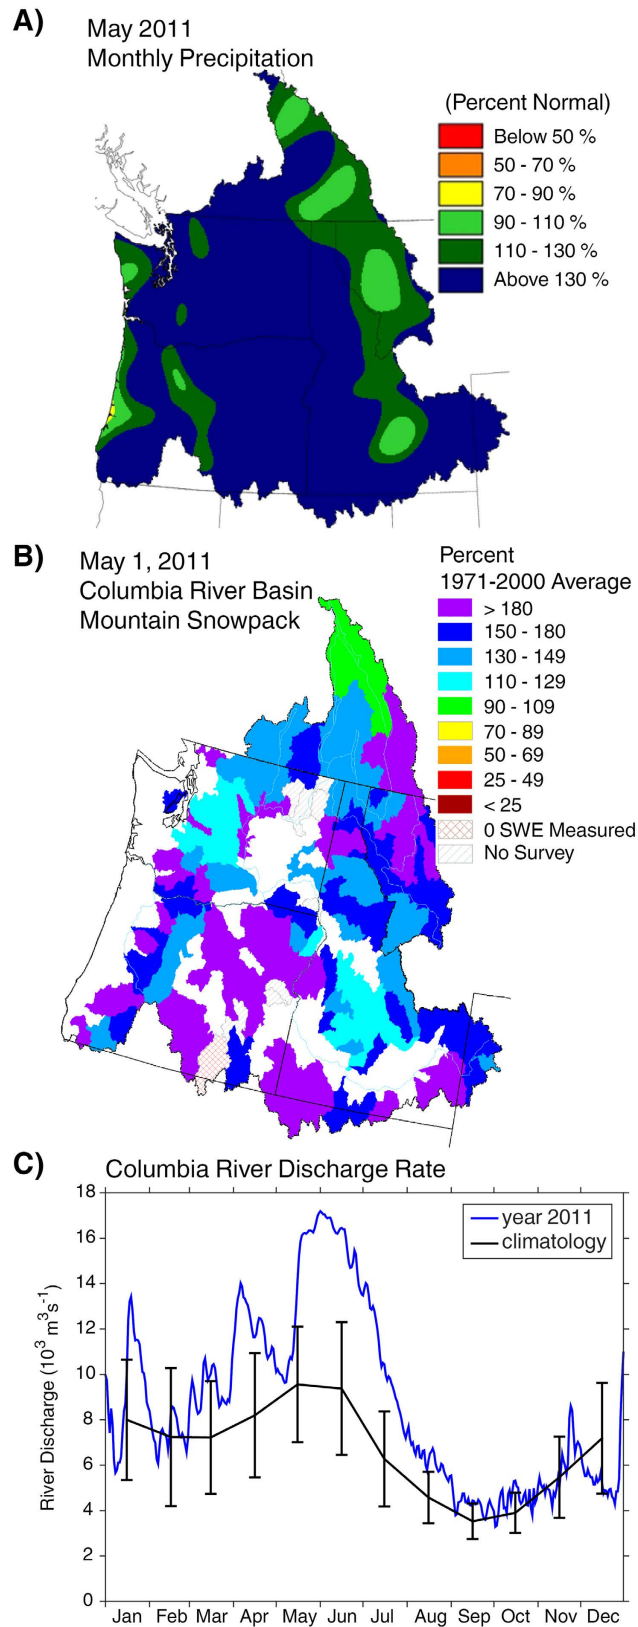 A)
May 2011
Monthly Precipitation
(Percent Normal)
Below 50 %
50 - 70 %
70 - 90 %
90 - 110 %
110 - 130 %
Above 130 %
B)
May 1, 2011
Columbia River Basin
Mountain Snowpack
Percent
1971-2000 Average
> 180
150 - 180
130 - 149
110 - 129
90 - 109
70 - 89
50 - 69
25 - 49
< 25
0 SWE Measured
No Survey
C)
Columbia River Discharge Rate
year 2011
climatology
River Discharge (10³ m³s⁻¹)
18
16
14
12
10
8
6
4
2
0
Jan Feb Mar Apr May Jun Jul Aug Sep Oct Nov Dec